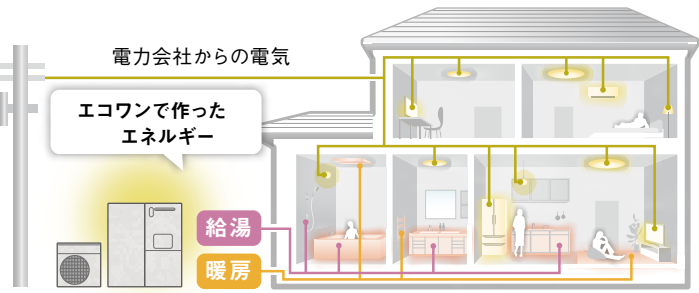 電力会社からの電気
エコワンで作った
エネルギー
給湯
暖房